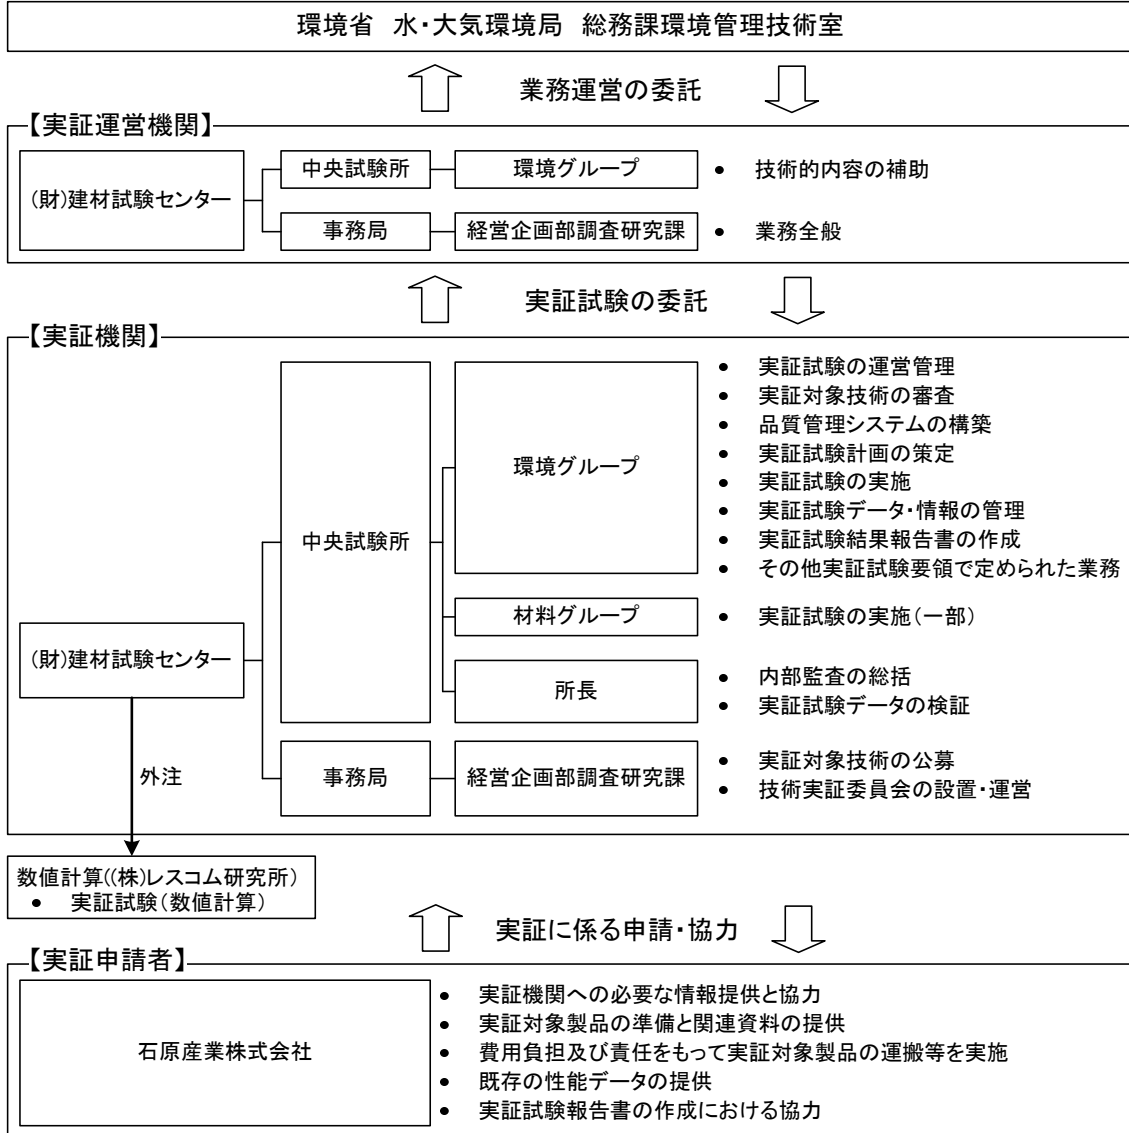 環境省　水・大気環境局　総務課環境管理技術室
業務運営の委託
【実証運営機関】
(財)建材試験センター
中央試験所
環境グループ
● 技術的内容の補助
事務局
経営企画部調査研究課
● 業務全般
実証試験の委託
【実証機関】
(財)建材試験センター
中央試験所
環境グループ
● 実証試験の運営管理
● 実証対象技術の審査
● 品質管理システムの構築
● 実証試験計画の策定
● 実証試験の実施
● 実証試験データ・情報の管理
● 実証試験結果報告書の作成
● その他実証試験要領で定められた業務
材料グループ
● 実証試験の実施(一部)
所長
● 内部監査の総括
● 実証試験データの検証
事務局
経営企画部調査研究課
● 実証対象技術の公募
● 技術実証委員会の設置・運営
外注
数値計算((株)レスコム研究所)
● 実証試験(数値計算)
実証に係る申請・協力
【実証申請者】
石原産業株式会社
● 実証機関への必要な情報提供と協力
● 実証対象製品の準備と関連資料の提供
● 費用負担及び責任をもって実証対象製品の運搬等を実施
● 既存の性能データの提供
● 実証試験報告書の作成における協力